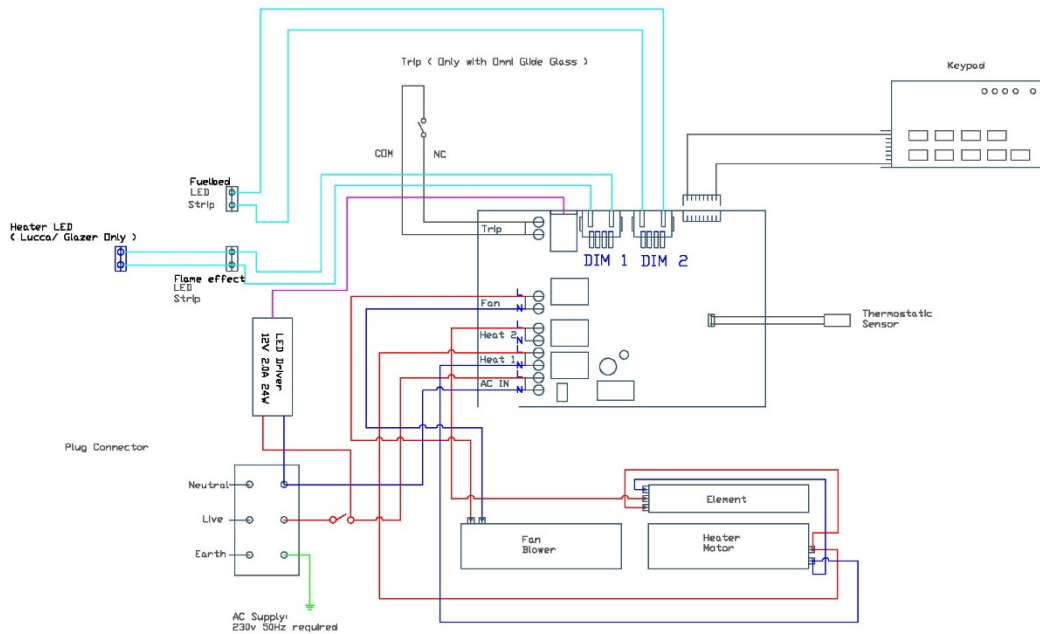 Trip ( Only with Omni Glide Glass )
Keypad
COM
NC
Fuelbed
LED
Strip
Heater LED
( Lucca/ Glazer Only )
Trip
DIM 1
DIM 2
Flame effect
LED
Strip
L
Fan
N
L
Heat 2
N
L
Heat 1
N
L
AC IN
N
Thermostatic
Sensor
LED Driver
12V 2.0A 24W
Plug Connector
Neutral
Live
Earth
Element
Fan
Blower
Heater
Motor
AC Supply:
230v 50Hz required